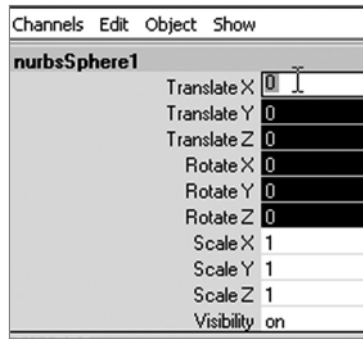 Channels Edit Object Show
nurbsSphere1
Translate X 0
Translate Y 0
Translate Z 0
Rotate X 0
Rotate Y 0
Rotate Z 0
Scale X 1
Scale Y 1
Scale Z 1
Visibility on